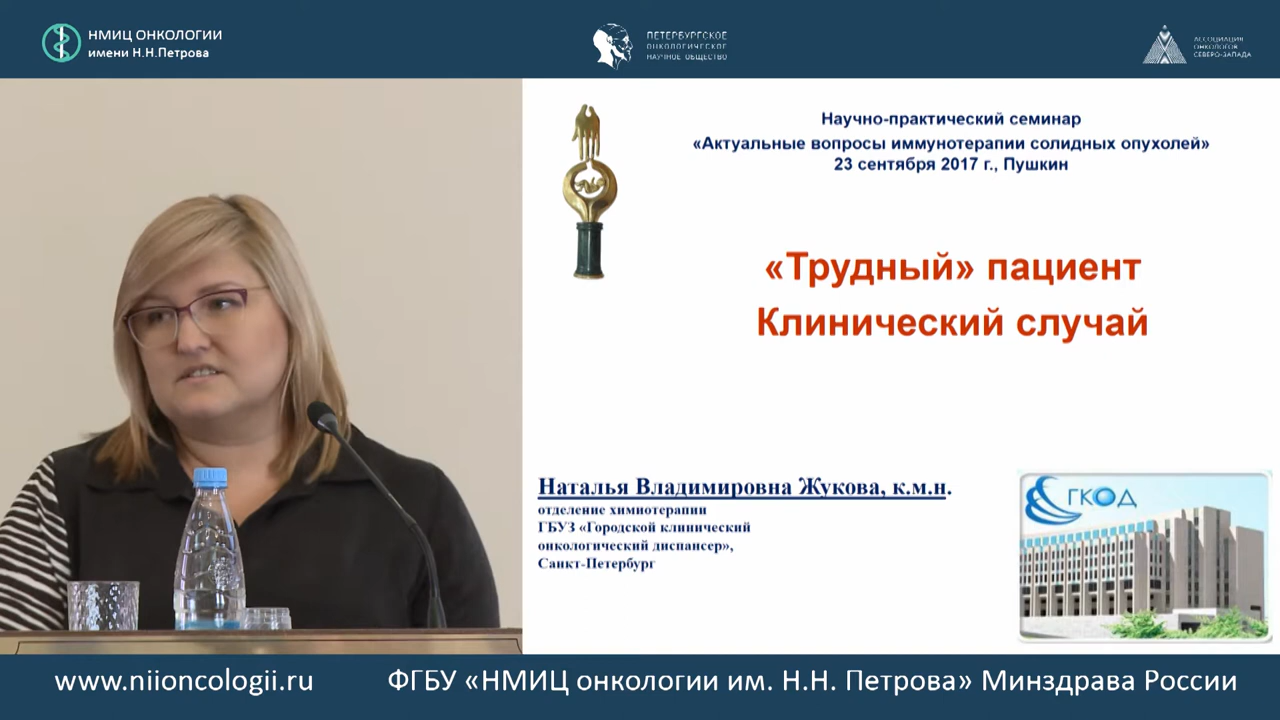 НМИЦ ОНКОЛОГИИ
имени Н.Н.Петрова
ПЕТЕРБУРГСКОЕ
ОНКОЛОГИЧЕСКОЕ
НАУЧНОЕ ОБЩЕСТВО
АССОЦИАЦИЯ
ОНКОЛОГОВ
СЕВЕРО-ЗАПАДА
Научно-практический семинар
«Актуальные вопросы иммунотерапии солидных опухолей»
23 сентября 2017 г., Пушкин
«Трудный» пациент
Клинический случай
Наталья Владимировна Жукова, к.м.н.
отделение химиотерапии
ГБУЗ «Городской клинический
онкологический диспансер»,
Санкт-Петербург
ГКОД
www.niioncologii.ru
ФГБУ «НМИЦ онкологии им. Н.Н. Петрова» Минздрава России